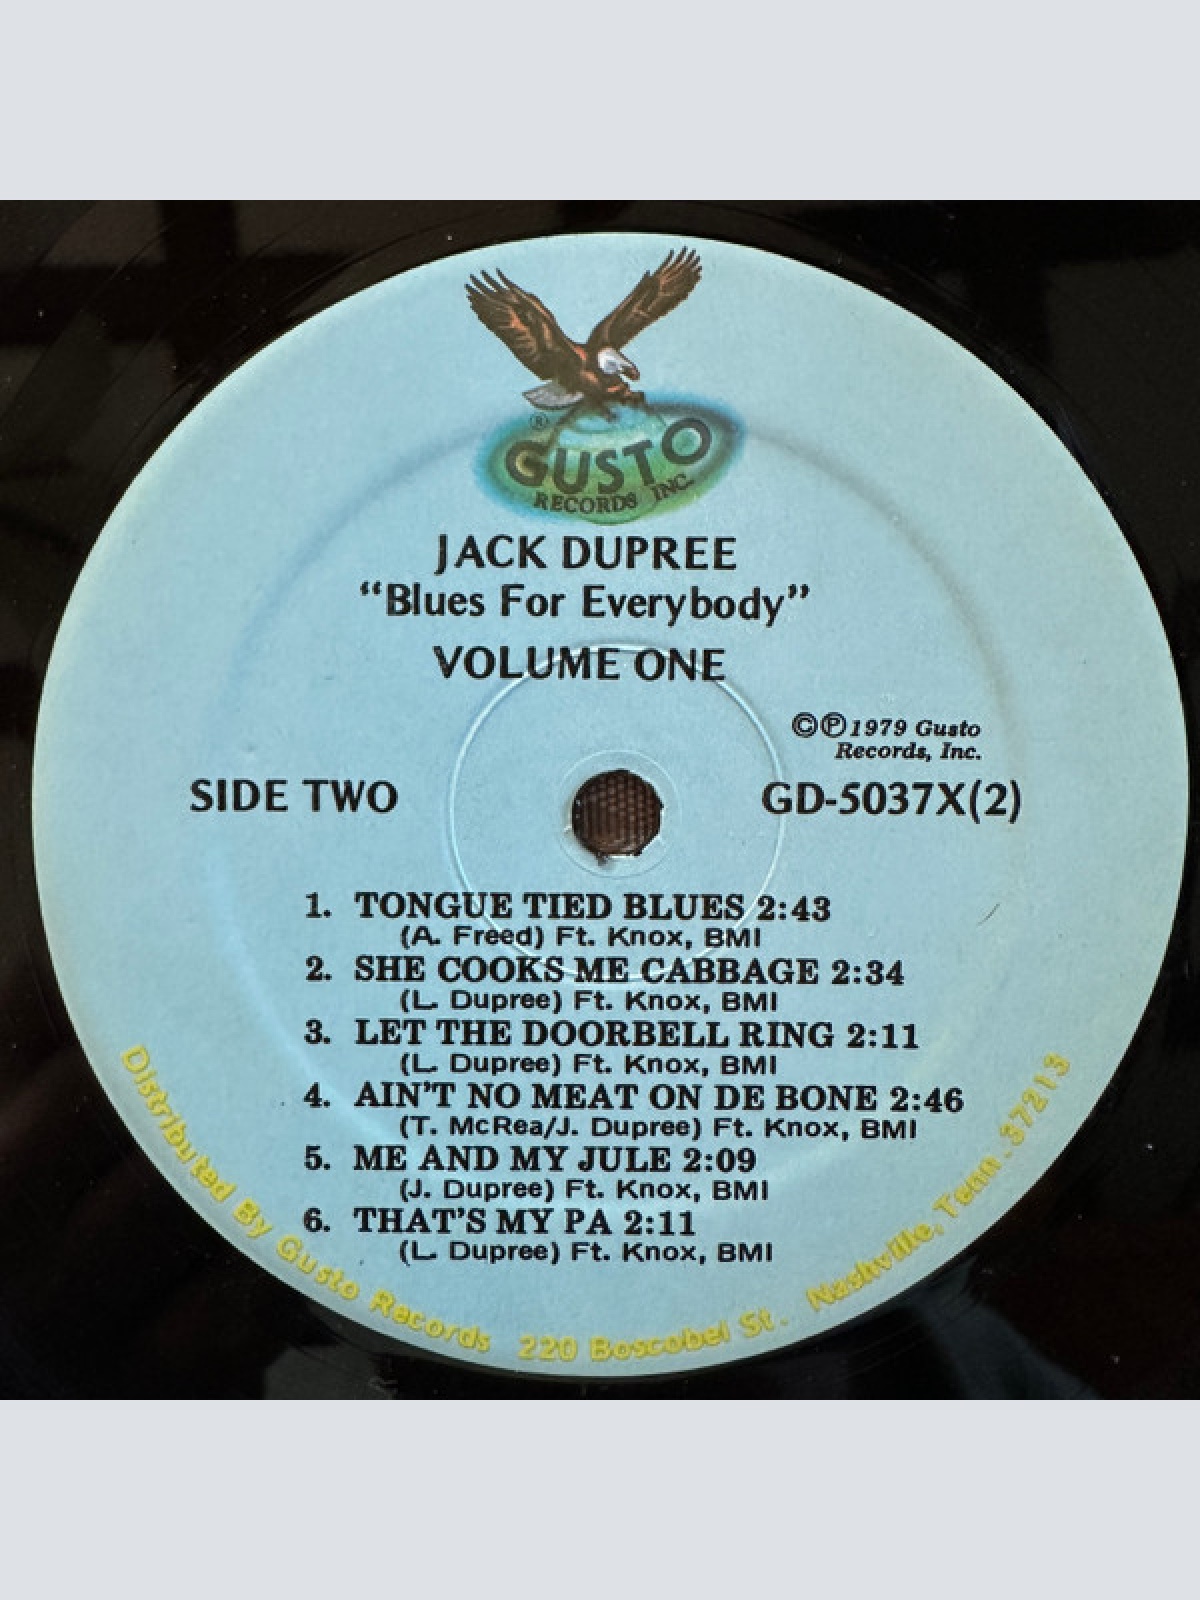 ®
GUSTO
RECORDS INC.
JACK DUPREE
“Blues For Everybody”
VOLUME ONE
©℗1979 Gusto
Records, Inc.
SIDE TWO
GD-5037X(2)
1. TONGUE TIED BLUES 2:43
(A. Freed) Ft. Knox, BMI
2. SHE COOKS ME CABBAGE 2:34
(L. Dupree) Ft. Knox, BMI
3. LET THE DOORBELL RING 2:11
(L. Dupree) Ft. Knox, BMI
4. AIN'T NO MEAT ON DE BONE 2:46
(T. McRea/J. Dupree) Ft. Knox, BMI
5. ME AND MY JULE 2:09
(J. Dupree) Ft. Knox, BMI
6. THAT'S MY PA 2:11
(L. Dupree) Ft. Knox, BMI
Distributed By Gusto Records 220 Boscobel St. Nashville, Tenn. 37213